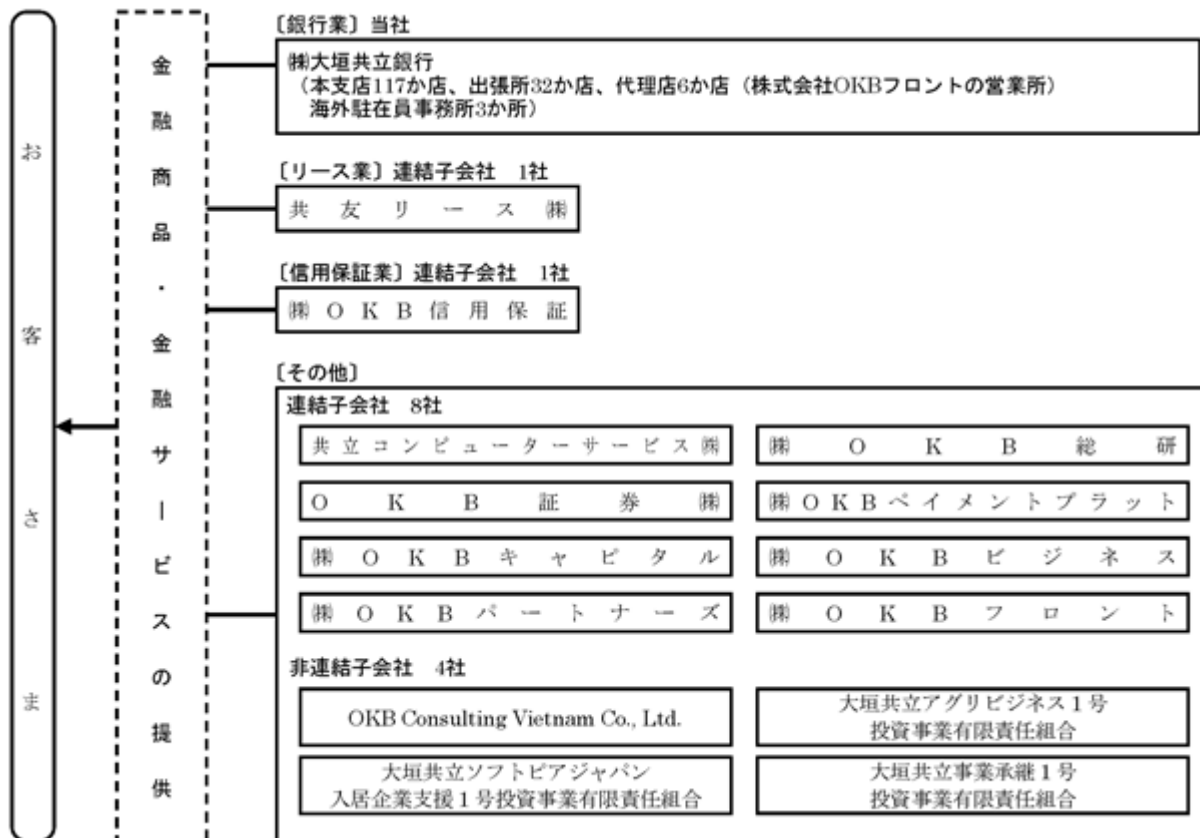 お客さま
金融商品・金融サービスの提供
〔銀行業〕当社
㈱大垣共立銀行
（本支店117か店、出張所32か店、代理店6か店（株式会社OKBフロントの営業所）
海外駐在員事務所3か所）
〔リース業〕連結子会社　1社
共友リース㈱
〔信用保証業〕連結子会社　1社
㈱OKB信用保証
〔その他〕
連結子会社　8社
共立コンピューターサービス㈱
㈱OKB総研
OKB証券㈱
㈱OKBペイメントプラット
㈱OKBキャピタル
㈱OKBビジネス
㈱OKBパートナーズ
㈱OKBフロント
非連結子会社　4社
OKB Consulting Vietnam Co., Ltd.
大垣共立アグリビジネス１号
投資事業有限責任組合
大垣共立ソフトピアジャパン
入居企業支援１号投資事業有限責任組合
大垣共立事業承継１号
投資事業有限責任組合